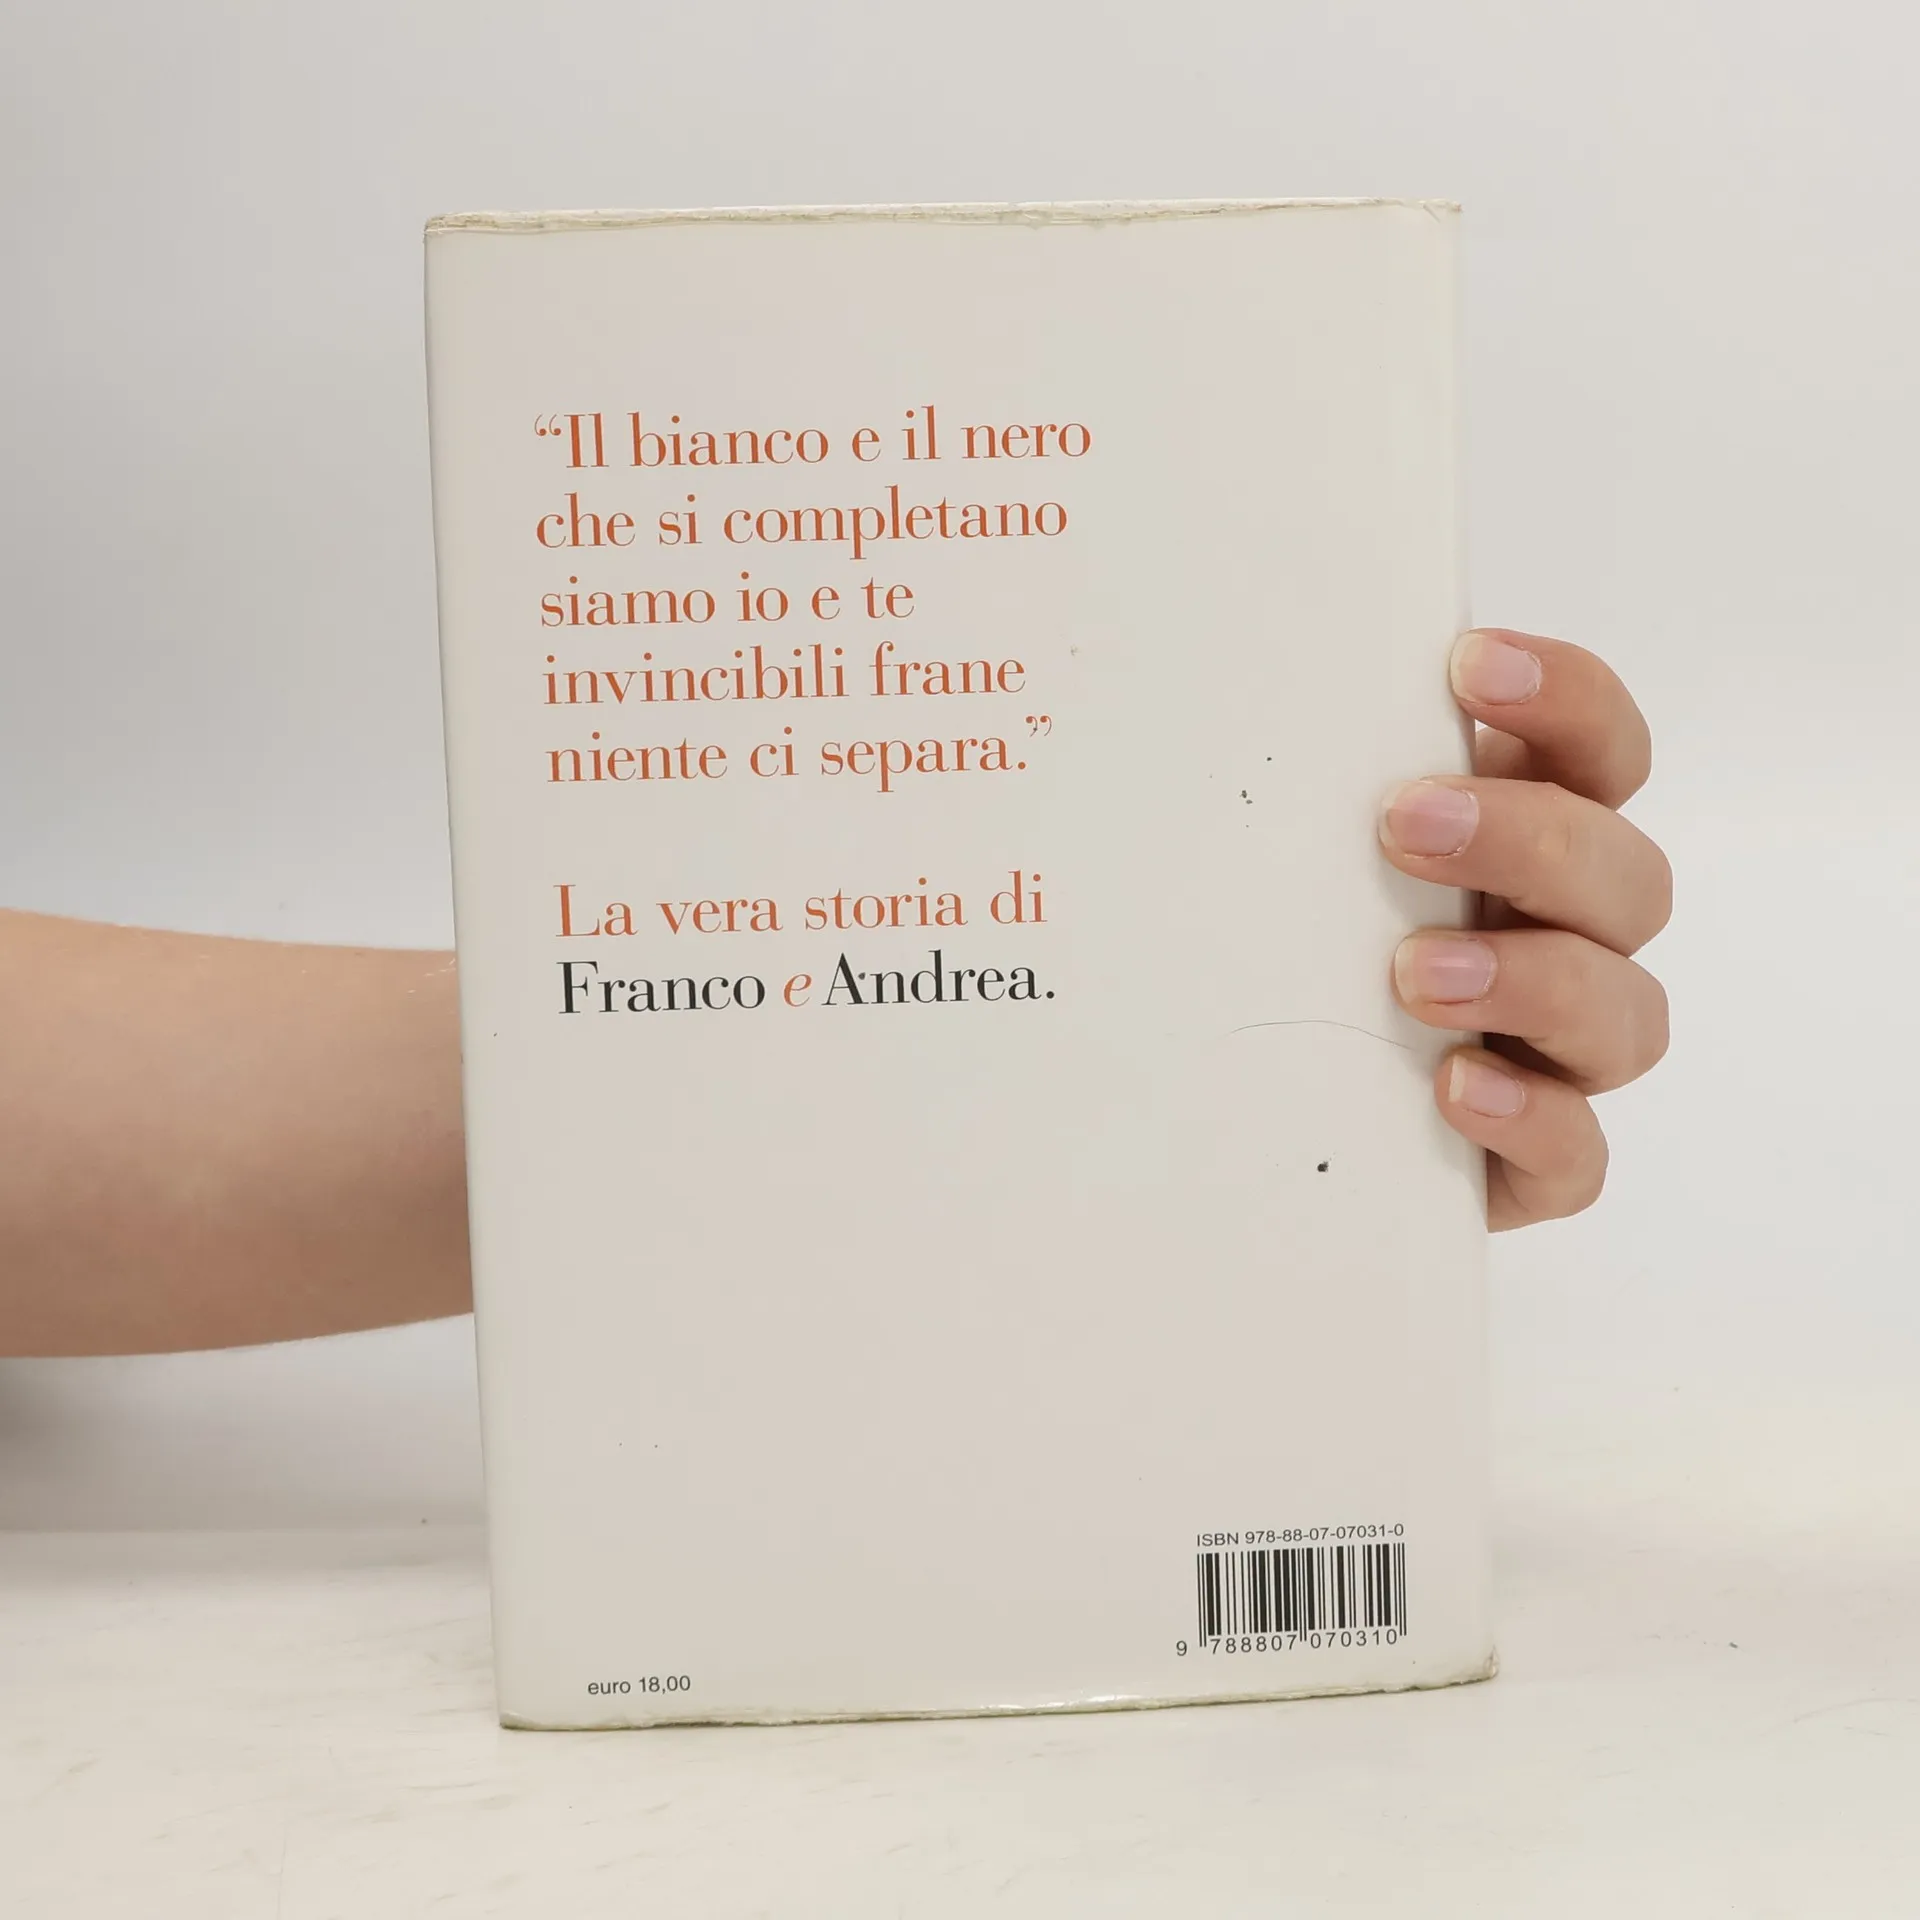 “Il bianco e il nero
che si completano
siamo io e te
invincibili frane
niente ci separa.”
La vera storia di
Franco e Andrea.
ISBN 978-88-07-07031-0
9 788807 070310
euro 18,00